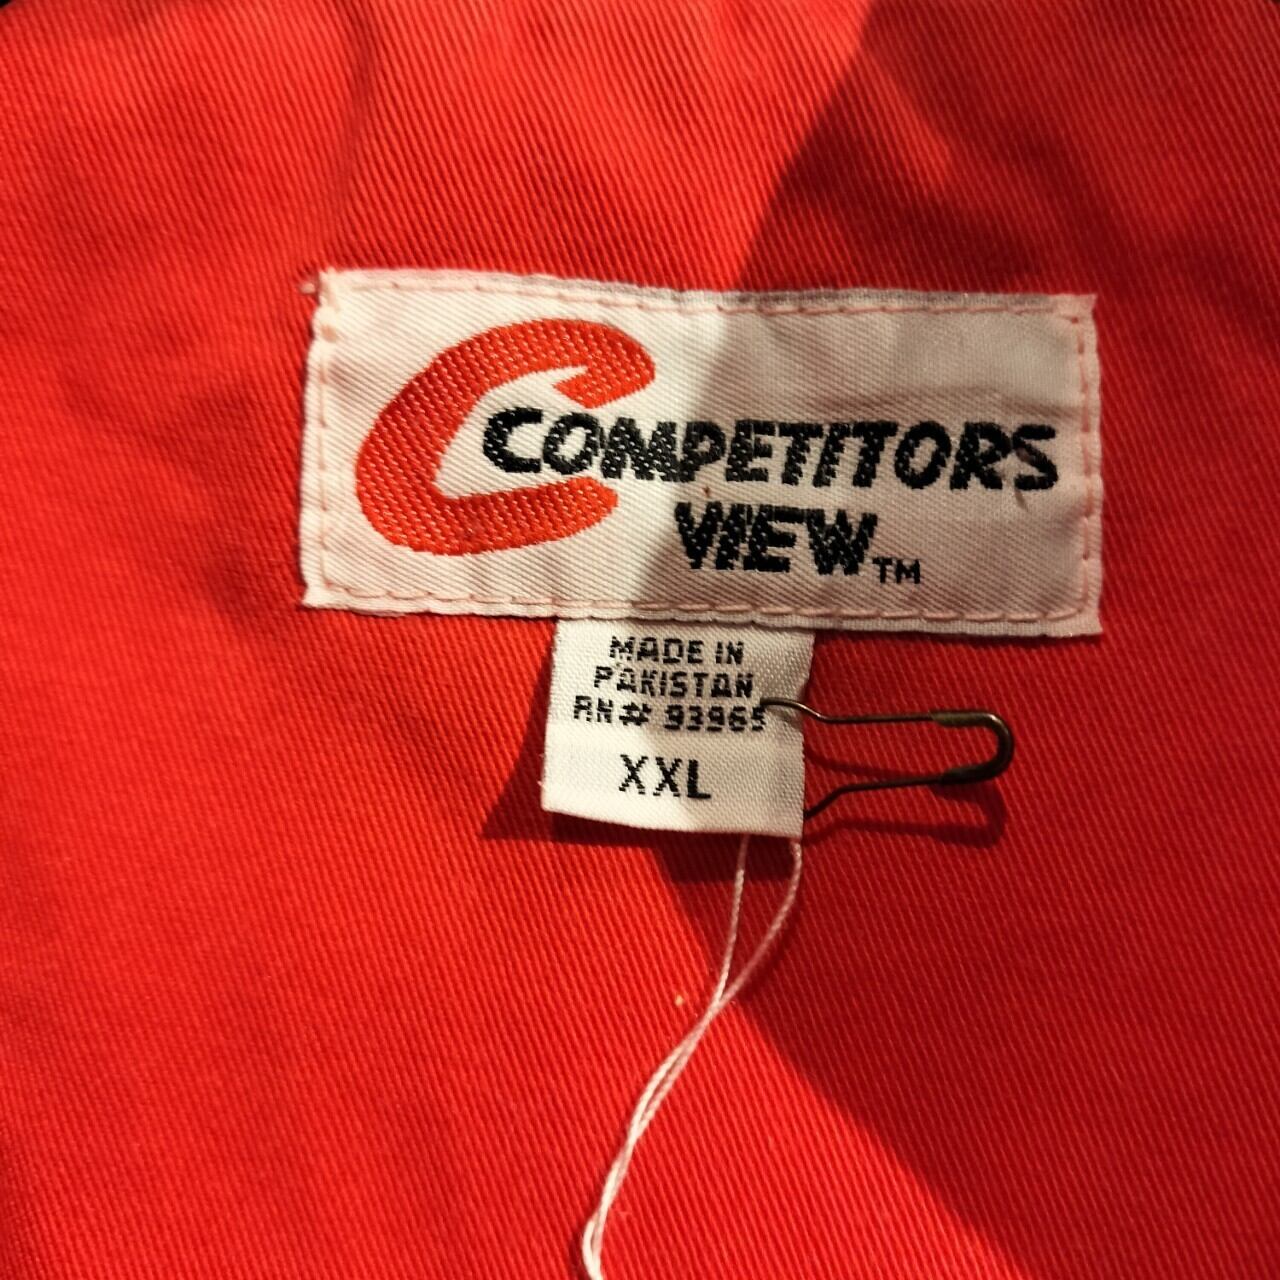 COMPETITORS
VIEW™
MADE IN
PAKISTAN
RN# 93965
XXL